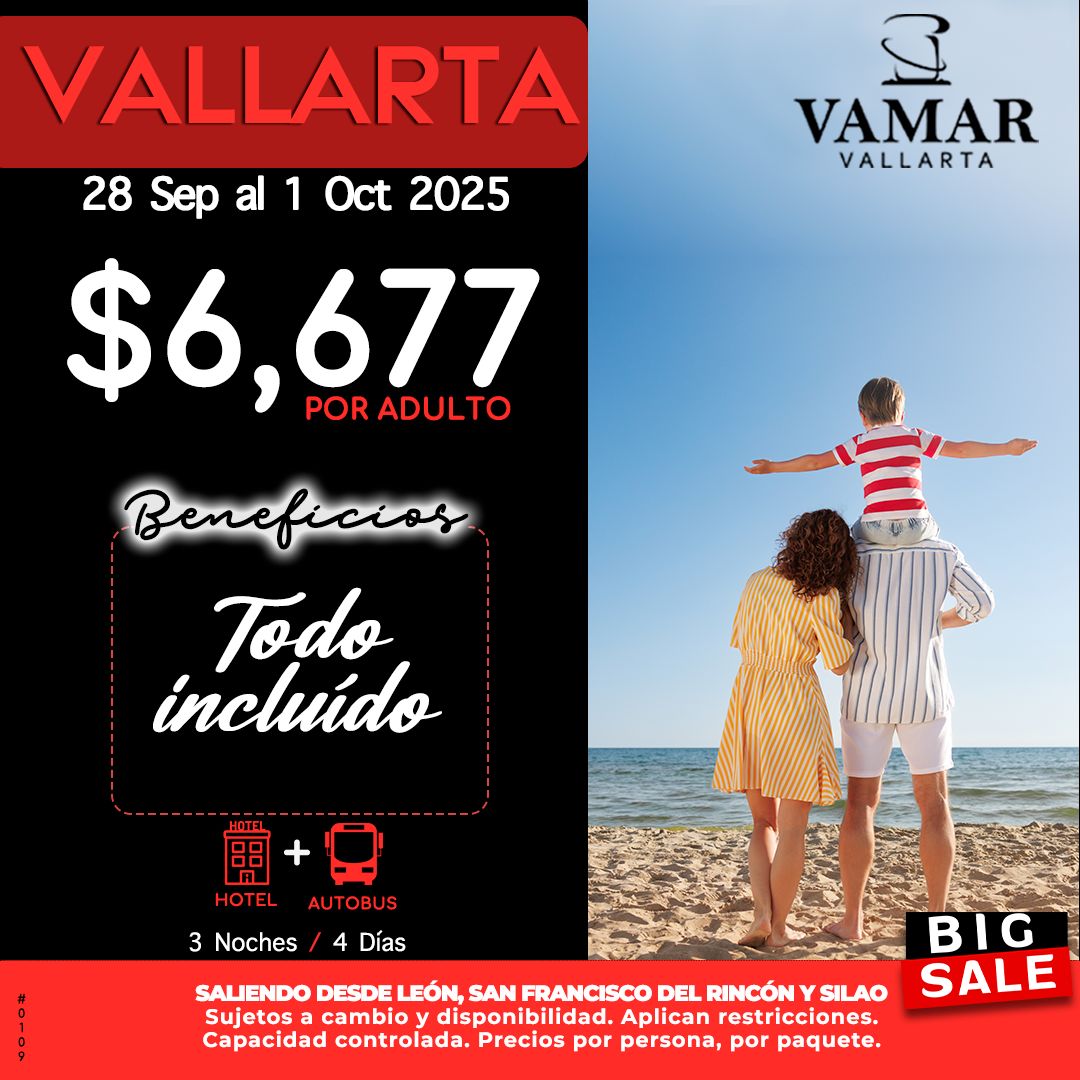 VALLARTA
28 Sep al 1 Oct 2025
$6,677
POR ADULTO
Beneficios
Todo
incluído
HOTEL
+
HOTEL
AUTOBUS
3 Noches / 4 Días
VAMAR
VALLARTA
BIG
SALE
SALIENDO DESDE LEÓN, SAN FRANCISCO DEL RINCÓN Y SILAO
Sujetos a cambio y disponibilidad. Aplican restricciones.
Capacidad controlada. Precios por persona, por paquete.
#0109